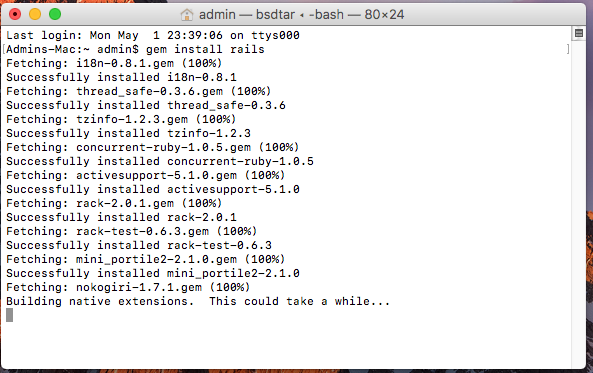 admin — bsdtar ‹ -bash — 80×24
Last login: Mon May  1 23:39:06 on ttys000
[Admins-Mac:~ admin$ gem install rails ]
Fetching: i18n-0.8.1.gem (100%)
Successfully installed i18n-0.8.1
Fetching: thread_safe-0.3.6.gem (100%)
Successfully installed thread_safe-0.3.6
Fetching: tzinfo-1.2.3.gem (100%)
Successfully installed tzinfo-1.2.3
Fetching: concurrent-ruby-1.0.5.gem (100%)
Successfully installed concurrent-ruby-1.0.5
Fetching: activesupport-5.1.0.gem (100%)
Successfully installed activesupport-5.1.0
Fetching: rack-2.0.1.gem (100%)
Successfully installed rack-2.0.1
Fetching: rack-test-0.6.3.gem (100%)
Successfully installed rack-test-0.6.3
Fetching: mini_portile2-2.1.0.gem (100%)
Successfully installed mini_portile2-2.1.0
Fetching: nokogiri-1.7.1.gem (100%)
Building native extensions.  This could take a while...